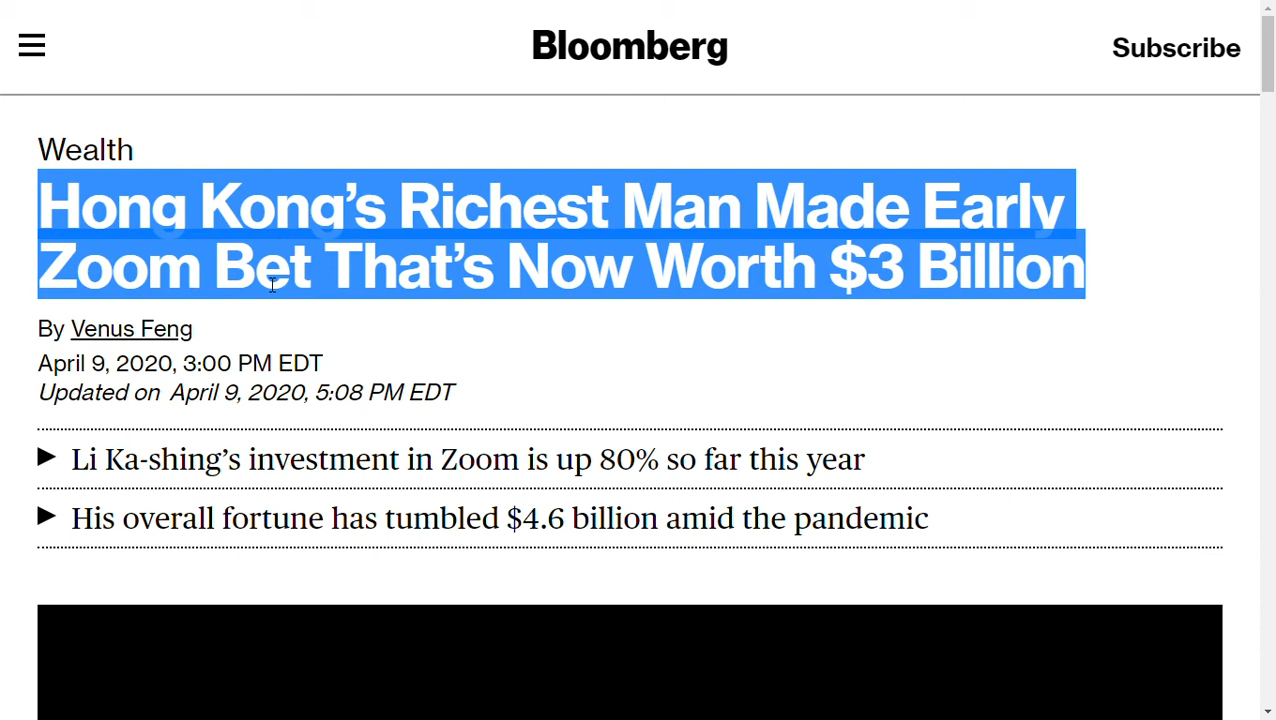 Bloomberg
Subscribe
Wealth
Hong Kong’s Richest Man Made Early
Zoom Bet That’s Now Worth $3 Billion
By Venus Feng
April 9, 2020, 3:00 PM EDT
Updated on April 9, 2020, 5:08 PM EDT
► Li Ka-shing’s investment in Zoom is up 80% so far this year
► His overall fortune has tumbled $4.6 billion amid the pandemic